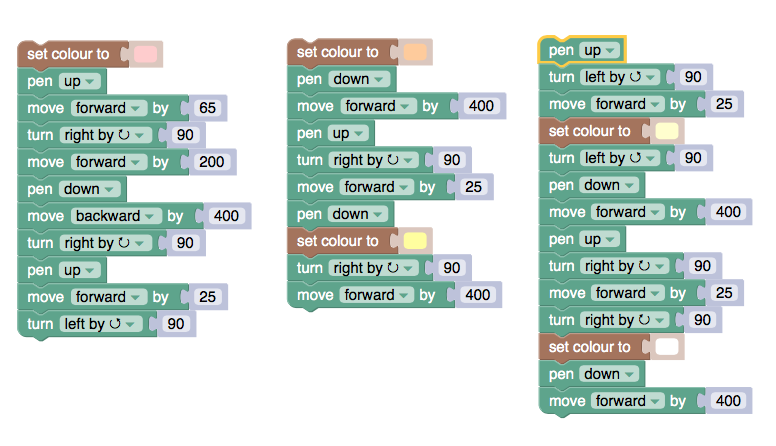 set colour to
pen up
move forward by 65
turn right by ↻ 90
move forward by 200
pen down
move backward by 400
turn right by ↻ 90
pen up
move forward by 25
turn left by ↺ 90
set colour to
pen down
move forward by 400
pen up
turn right by ↻ 90
move forward by 25
pen down
set colour to
turn right by ↻ 90
move forward by 400
pen up
turn left by ↺ 90
move forward by 25
set colour to
turn left by ↺ 90
pen down
move forward by 400
pen up
turn right by ↻ 90
move forward by 25
turn right by ↻ 90
set colour to
pen down
move forward by 400